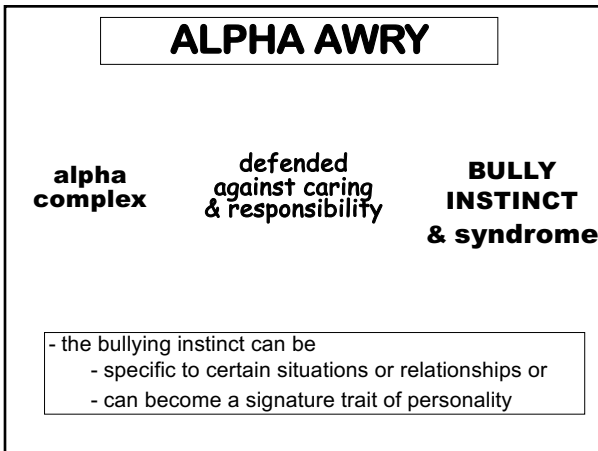 ALPHA AWRY
alpha
complex
defended
against caring
& responsibility
BULLY
INSTINCT
& syndrome
- the bullying instinct can be
- specific to certain situations or relationships or
- can become a signature trait of personality